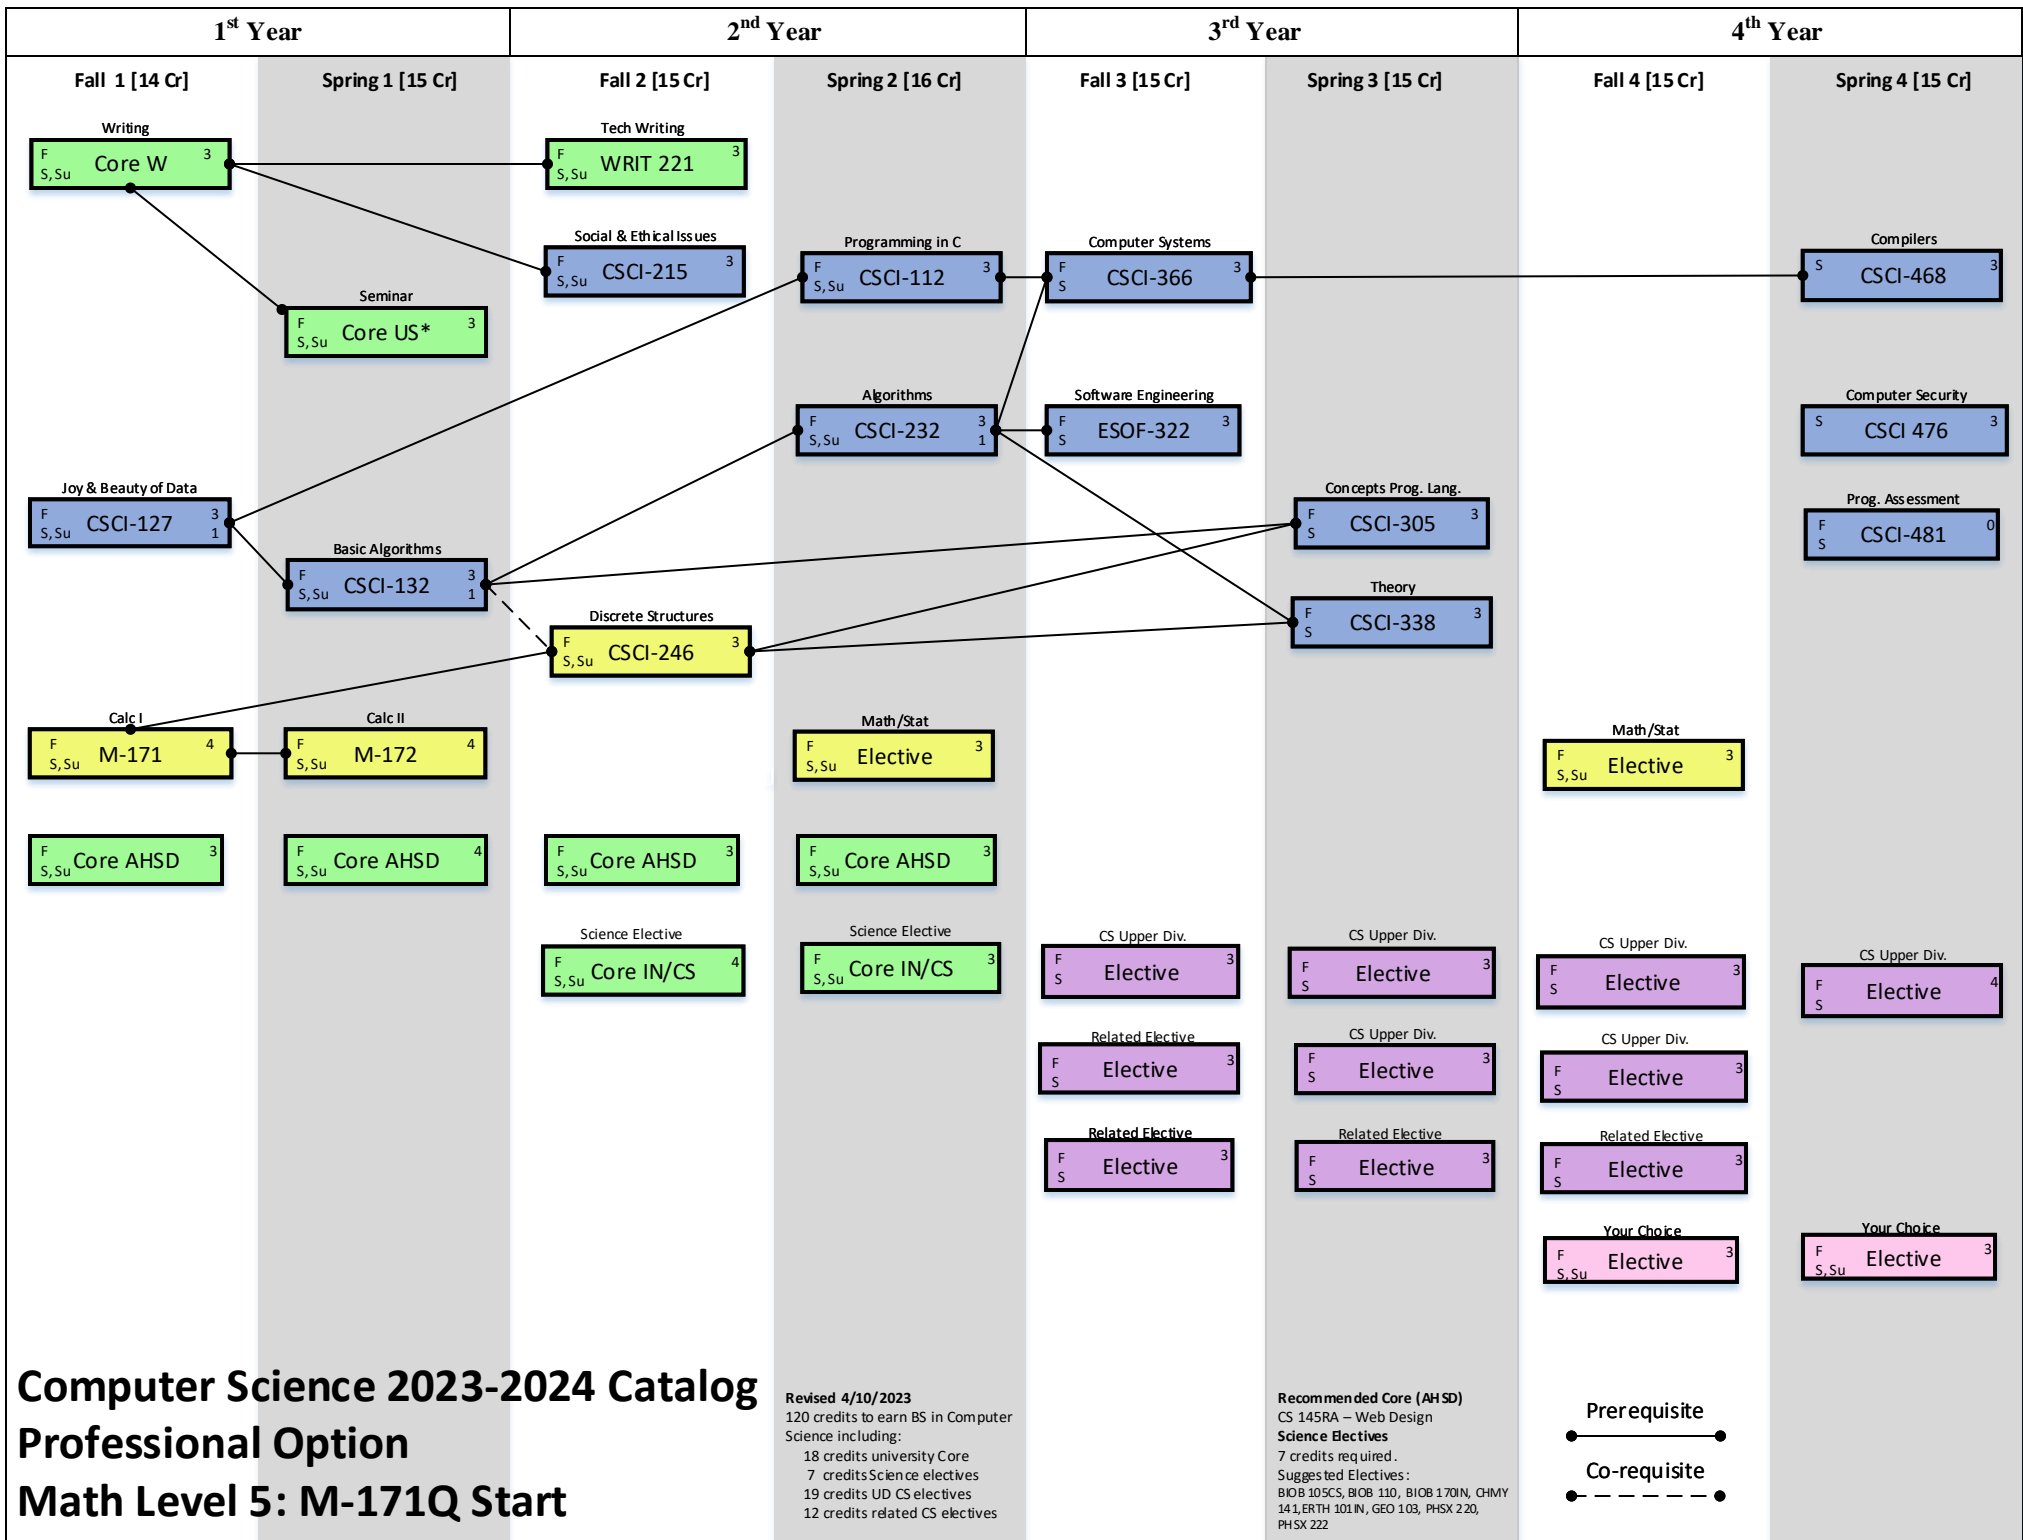 1st Year
2nd Year
3rd Year
4th Year
Fall 1 [14 Cr]
Spring 1 [15 Cr]
Fall 2 [15 Cr]
Spring 2 [16 Cr]
Fall 3 [15 Cr]
Spring 3 [15 Cr]
Fall 4 [15 Cr]
Spring 4 [15 Cr]
Writing
F
S, Su
Core W
3
Tech Writing
F
S, Su
WRIT 221
3
Social & Ethical Issues
F
S, Su
CSCI-215
3
Programming in C
F
S, Su
CSCI-112
3
Computer Systems
F
S
CSCI-366
3
Compilers
S
CSCI-468
3
Seminar
F
S, Su
Core US*
3
Algorithms
F
S, Su
CSCI-232
3
1
Software Engineering
F
S
ESOF-322
3
Computer Security
S
CSCI 476
3
Joy & Beauty of Data
F
S, Su
CSCI-127
3
1
Concepts Prog. Lang.
F
S
CSCI-305
3
Prog. Assessment
F
S
CSCI-481
0
Basic Algorithms
F
S, Su
CSCI-132
3
1
Theory
F
S
CSCI-338
3
Discrete Structures
F
S, Su
CSCI-246
3
Calc I
F
S, Su
M-171
4
Calc II
F
S, Su
M-172
4
Math/Stat
F
S, Su
Elective
3
Math/Stat
F
S, Su
Elective
3
F
S, Su
Core AHSD
3
F
S, Su
Core AHSD
4
F
S, Su
Core AHSD
3
F
S, Su
Core AHSD
3
Science Elective
F
S, Su
Core IN/CS
4
Science Elective
F
S, Su
Core IN/CS
3
CS Upper Div.
F
S
Elective
3
CS Upper Div.
F
S
Elective
3
CS Upper Div.
F
S
Elective
3
CS Upper Div.
F
S
Elective
4
Related Elective
F
S
Elective
3
CS Upper Div.
F
S
Elective
3
CS Upper Div.
F
S
Elective
3
Related Elective
F
S
Elective
3
Related Elective
F
S
Elective
3
Related Elective
F
S
Elective
3
Your Choice
F
S, Su
Elective
3
Your Choice
F
S, Su
Elective
3
Computer Science 2023-2024 Catalog
Professional Option
Math Level 5: M-171Q Start
Revised 4/10/2023
120 credits to earn BS in Computer
Science including:
18 credits university Core
7 credits Science electives
19 credits UD CS electives
12 credits related CS electives
Recommended Core (AHSD)
CS 145RA – Web Design
Science Electives
7 credits required.
Suggested Electives:
BIOB 105CS, BIOB 110, BIOB 170IN, CHMY
141,ERTH 101IN, GEO 103, PHSX 220,
PHSX 222
Prerequisite
Co-requisite